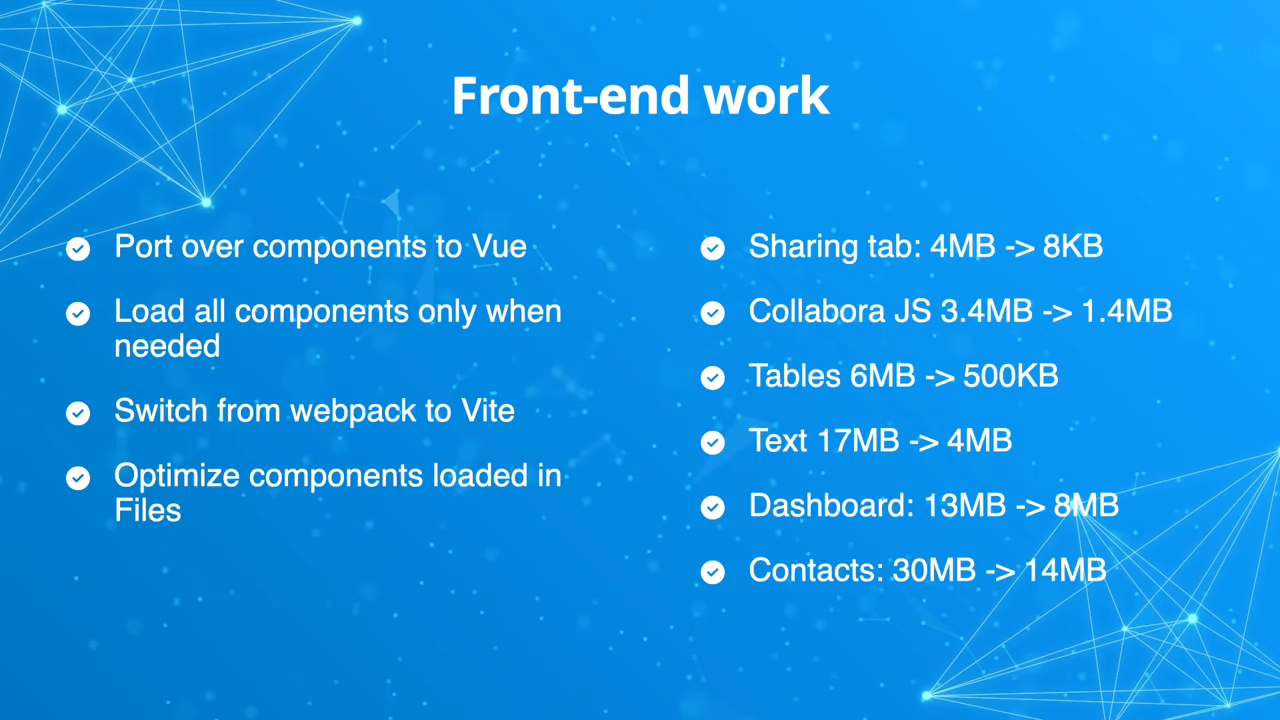 Front-end work
Port over components to Vue
Load all components only when
needed
Switch from webpack to Vite
Optimize components loaded in
Files
Sharing tab: 4MB -> 8KB
Collabora JS 3.4MB -> 1.4MB
Tables 6MB -> 500KB
Text 17MB -> 4MB
Dashboard: 13MB -> 8MB
Contacts: 30MB -> 14MB